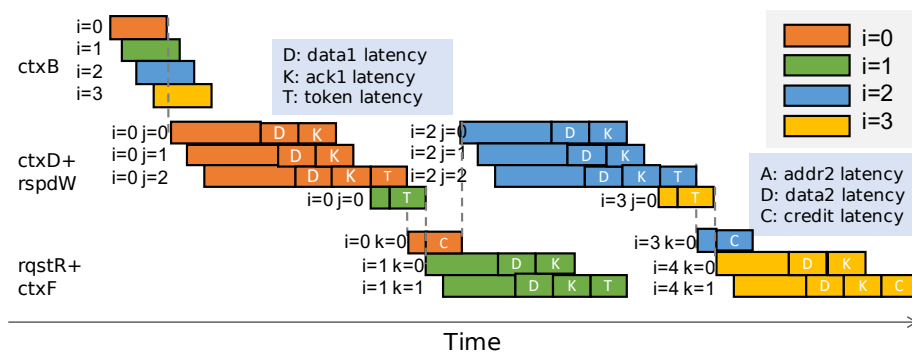 i=0
i=1
i=2
i=3
ctxB
D: data1 latency
K: ack1 latency
T: token latency
i=0
i=1
i=2
i=3
ctxD+
rspdW
i=0 j=0 D K
i=0 j=1 D K
i=0 j=2 D K T
i=0 j=0 T
i=2 j=0 D K
i=2 j=1 D K
i=2 j=2 D K T
i=3 j=0 T
A: addr2 latency
D: data2 latency
C: credit latency
rqstR+
ctxF
i=0 k=0 C
i=1 k=0 D K
i=1 k=1 D K T
i=3 k=0 C
i=4 k=0 D K
i=4 k=1 D K C
Time